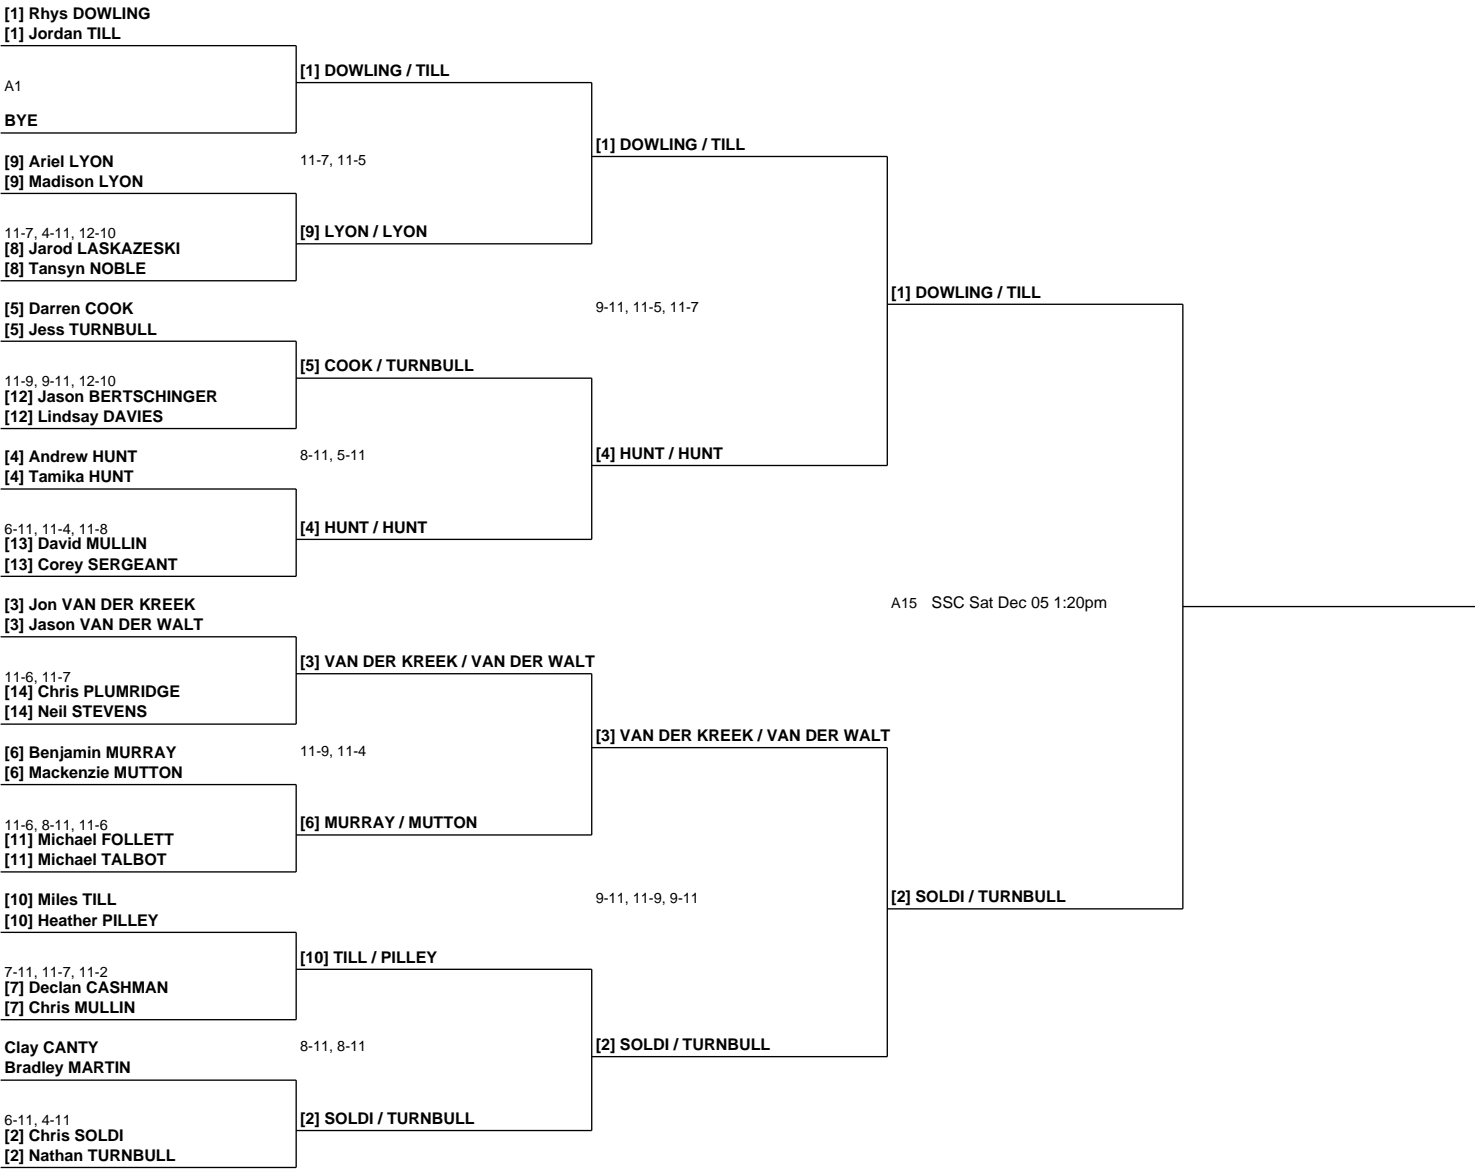 [1] Rhys DOWLING
[1] Jordan TILL
[1] DOWLING / TILL
A1
BYE
[1] DOWLING / TILL
[9] Ariel LYON
11-7, 11-5
[9] Madison LYON
11-7, 4-11, 12-10
[9] LYON / LYON
[8] Jarod LASKAZESKI
[8] Tansyn NOBLE
[1] DOWLING / TILL
[5] Darren COOK
9-11, 11-5, 11-7
[5] Jess TURNBULL
[5] COOK / TURNBULL
11-9, 9-11, 12-10
[12] Jason BERTSCHINGER
[12] Lindsay DAVIES
[4] Andrew HUNT
8-11, 5-11
[4] HUNT / HUNT
[4] Tamika HUNT
6-11, 11-4, 11-8
[4] HUNT / HUNT
[13] David MULLIN
[13] Corey SERGEANT
[3] Jon VAN DER KREEK
A15 SSC Sat Dec 05 1:20pm
[3] Jason VAN DER WALT
[3] VAN DER KREEK / VAN DER WALT
11-6, 11-7
[14] Chris PLUMRIDGE
[14] Neil STEVENS
[3] VAN DER KREEK / VAN DER WALT
[6] Benjamin MURRAY
11-9, 11-4
[6] Mackenzie MUTTON
11-6, 8-11, 11-6
[6] MURRAY / MUTTON
[11] Michael FOLLETT
[11] Michael TALBOT
[10] Miles TILL
9-11, 11-9, 9-11
[2] SOLDI / TURNBULL
[10] Heather PILLEY
[10] TILL / PILLEY
7-11, 11-7, 11-2
[7] Declan CASHMAN
[7] Chris MULLIN
Clay CANTY
8-11, 8-11
[2] SOLDI / TURNBULL
Bradley MARTIN
6-11, 4-11
[2] SOLDI / TURNBULL
[2] Chris SOLDI
[2] Nathan TURNBULL